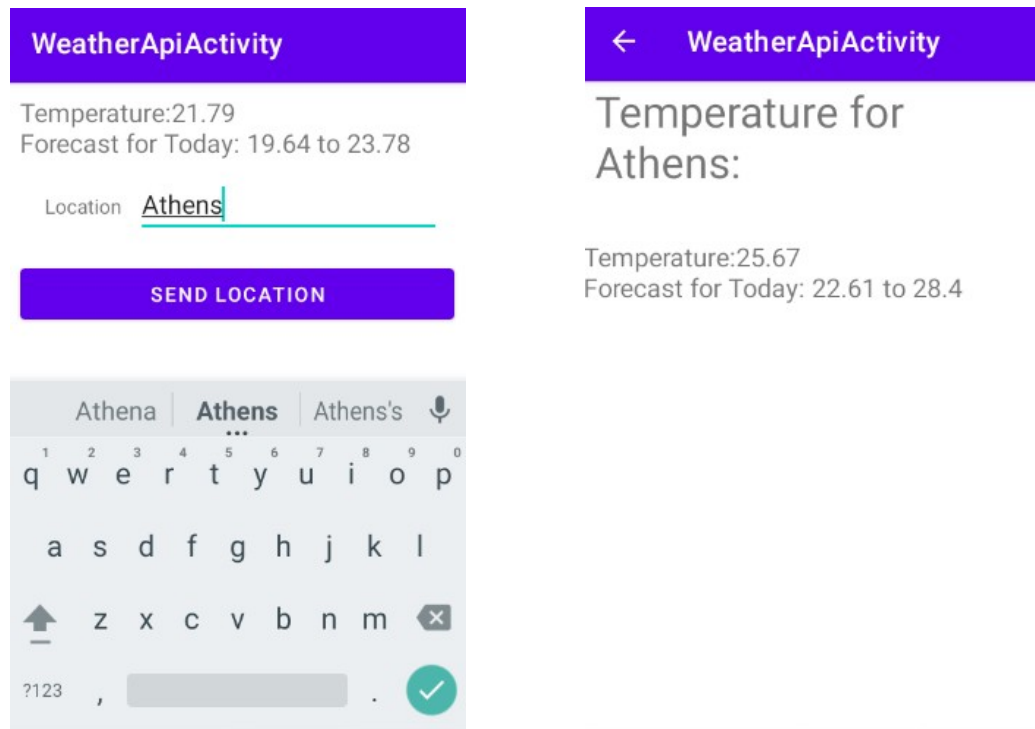 WeatherApiActivity
Temperature:21.79
Forecast for Today: 19.64 to 23.78
Location Athens
SEND LOCATION
Athena Athens Athens's
1 2 3 4 5 6 7 8 9 0
q w e r t y u i o p
a s d f g h j k l
z x c v b n m
?123 , .
WeatherApiActivity
Temperature for
Athens:
Temperature:25.67
Forecast for Today: 22.61 to 28.4